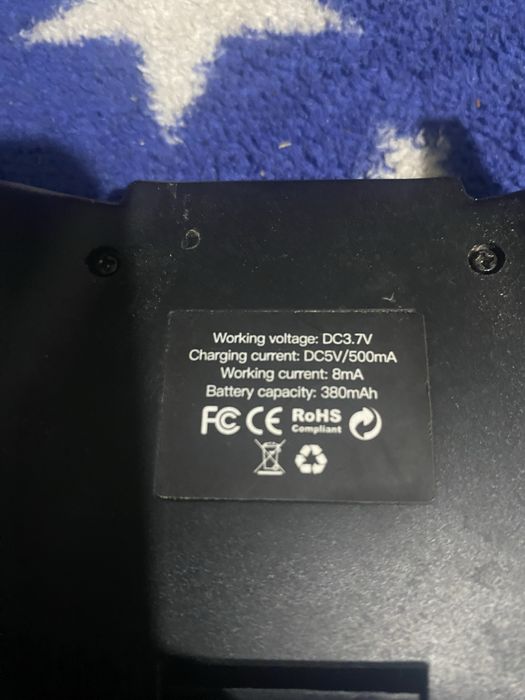 Working voltage: DC3.7V
Charging current: DC5V/500mA
Working current: 8mA
Battery capacity: 380mAh
FC CE RoHS
Compliant